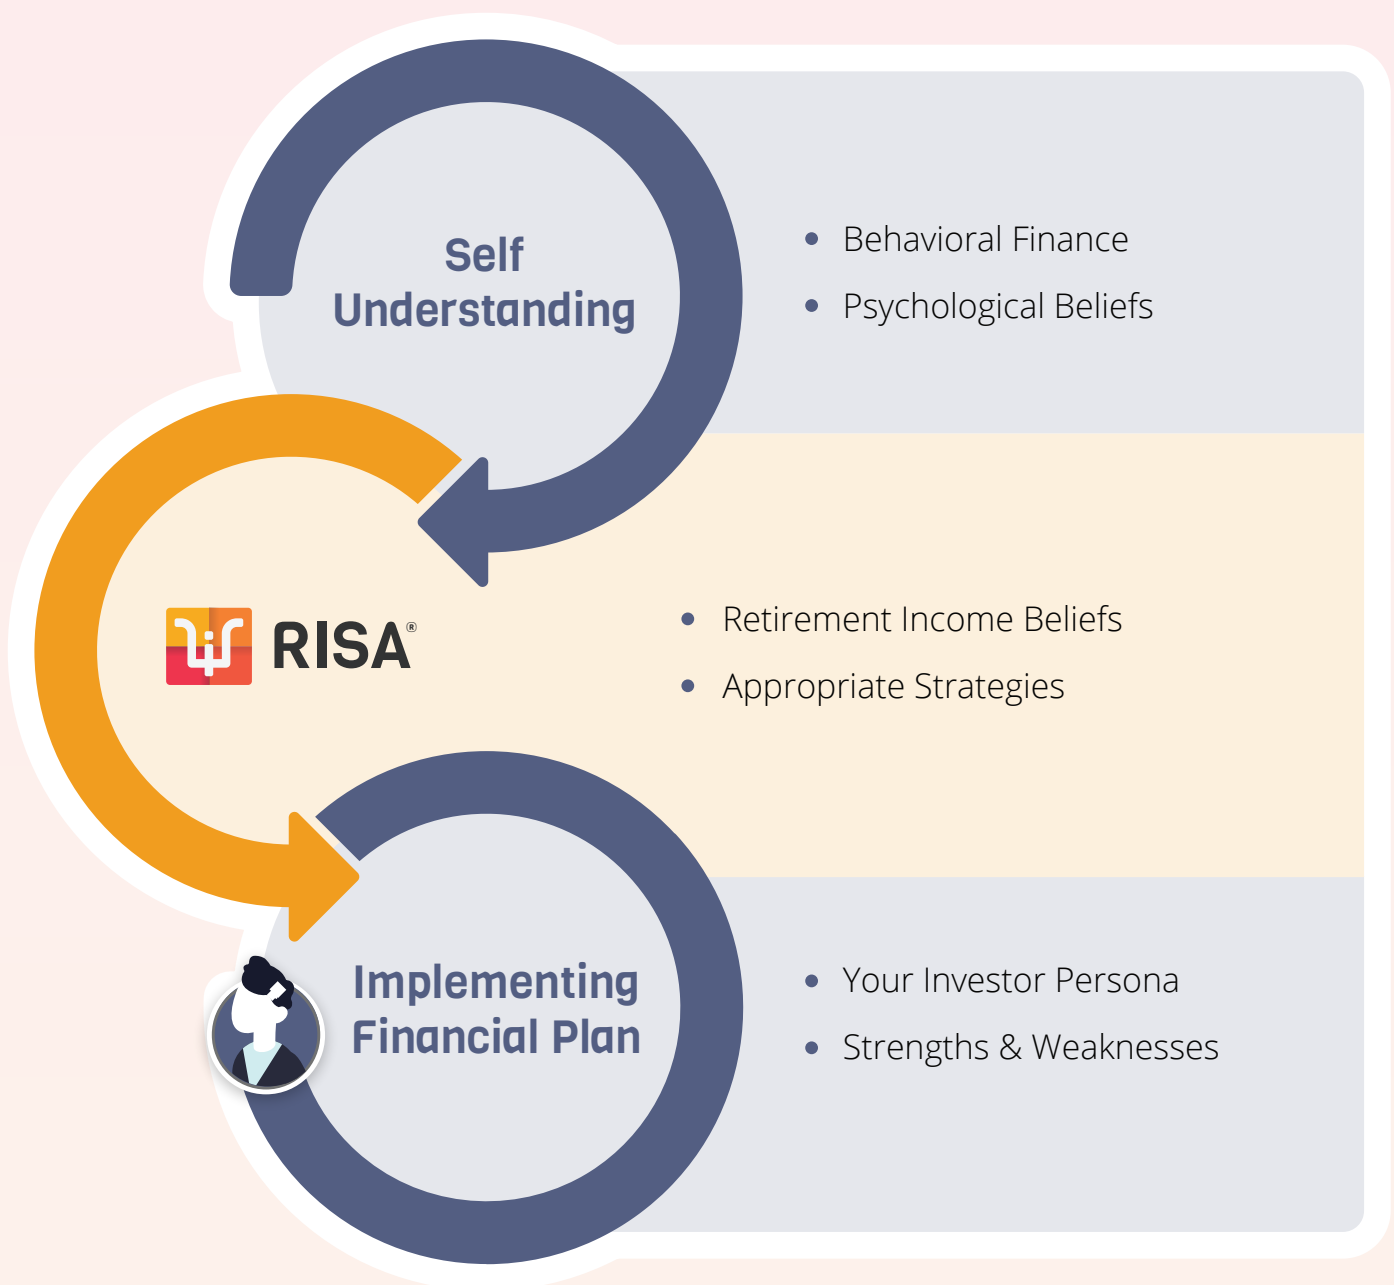 Self
Understanding
• Behavioral Finance
• Psychological Beliefs
RISA®
• Retirement Income Beliefs
• Appropriate Strategies
Implementing
Financial Plan
• Your Investor Persona
• Strengths & Weaknesses